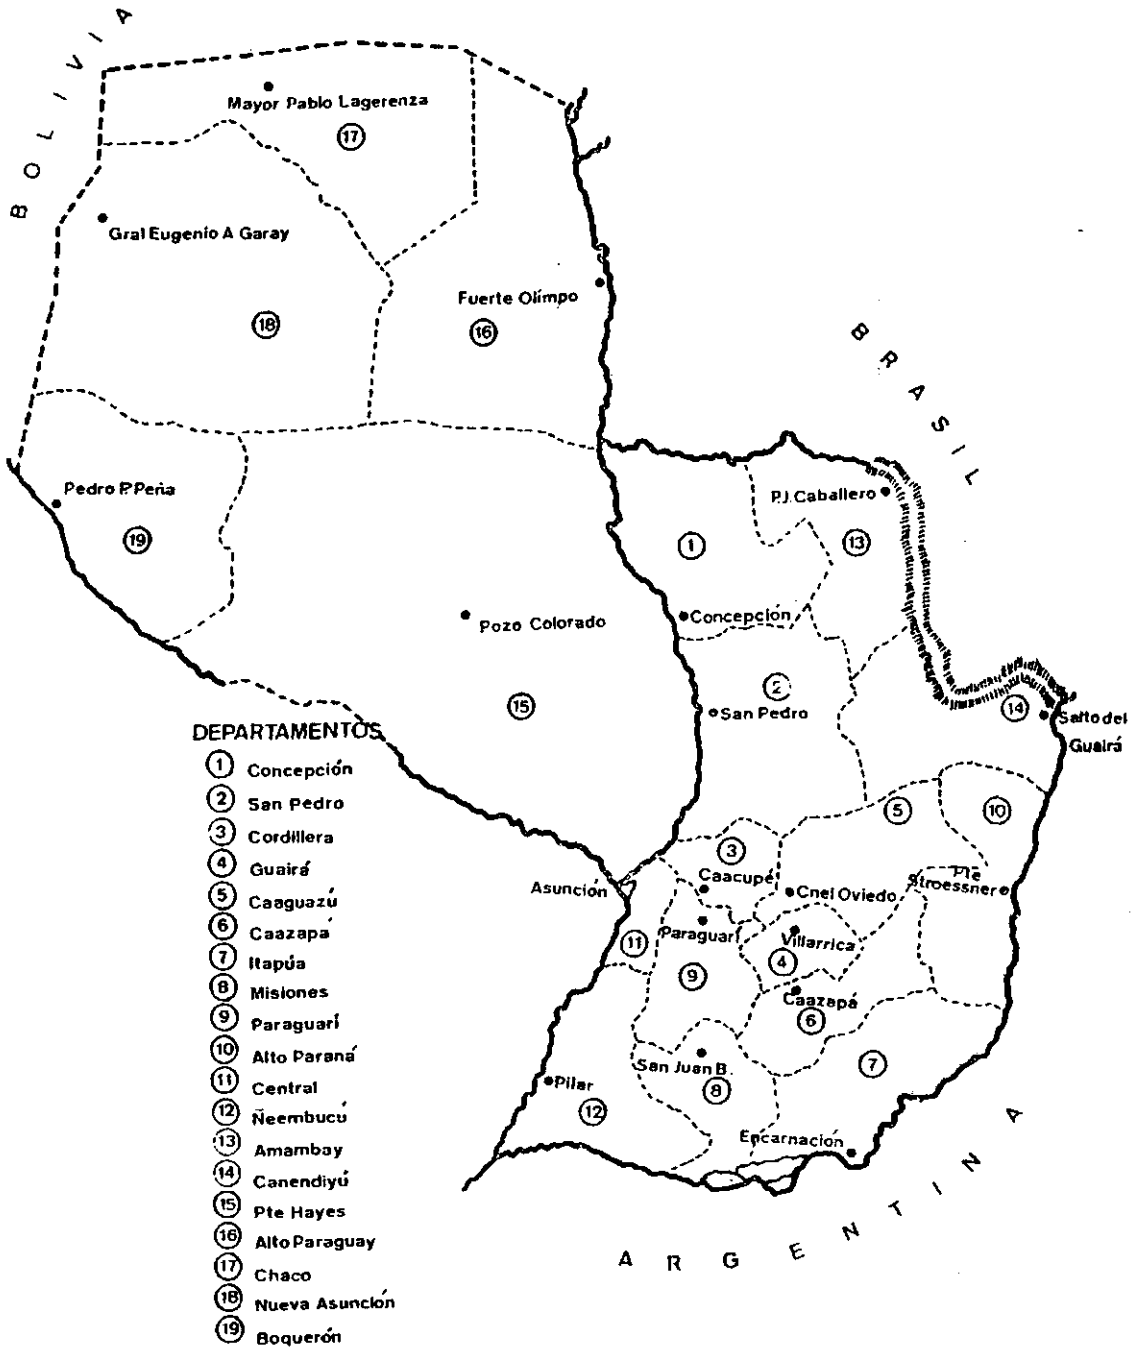 BOLIVIA
Mayor Pablo Lagerenza
17
Gral Eugenio A Garay
Fuerte Olímpo
18
16
BRASIL
Pedro P. Peña
P.J. Caballero
19
1
13
Concepción
Pozo Colorado
2
15
San Pedro
14
Salto del
Guairá
DEPARTAMENTOS
1 Concepción
2 San Pedro
3 Cordillera
4 Guairá
5 Caaguazú
6 Caazapá
7 Itapúa
8 Misiones
9 Paraguarí
10 Alto Paraná
11 Central
12 Ñeembucú
13 Amambay
14 Canendiyú
15 Pte Hayes
16 Alto Paraguay
17 Chaco
18 Nueva Asunción
19 Boquerón
5
10
3
Caacupé
Pte
Stroessner
Asunción
Cnel Oviedo
Paraguarí
Villarrica
11
4
9
Caazapá
6
San Juan B.
7
Pilar
8
12
Encarnación
ARGENTINA